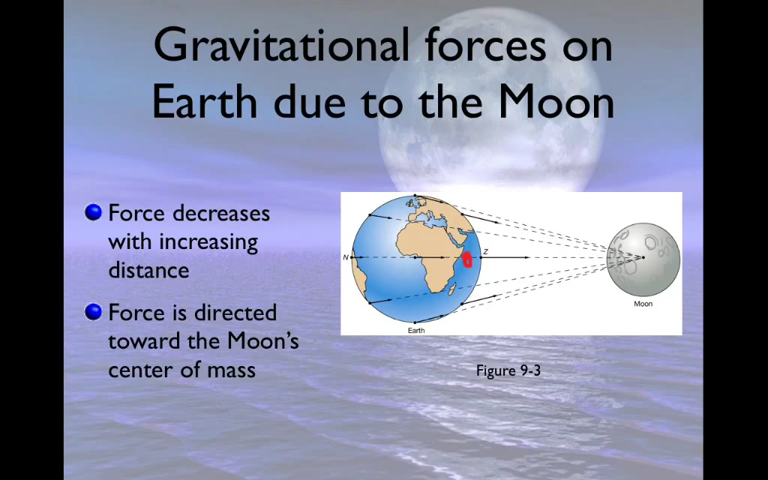 Gravitational forces on
Earth due to the Moon
Force decreases
with increasing
distance
Force is directed
toward the Moon's
center of mass
N
Z
Earth
Moon
Figure 9-3